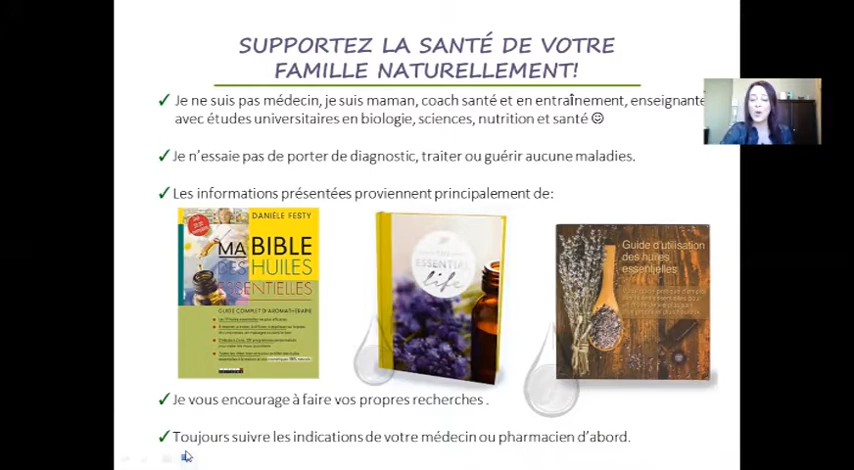 SUPPORTEZ LA SANTÉ DE VOTRE
FAMILLE NATURELLEMENT!
✓ Je ne suis pas médecin, je suis maman, coach santé et en entraînement, enseignante
avec études universitaires en biologie, sciences, nutrition et santé ☺
✓ Je n'essaie pas de porter de diagnostic, traiter ou guérir aucune maladies.
✓ Les informations présentées proviennent principalement de:
DANIÈLE FESTY
MA BIBLE
DES HUILES
ESSENTIELLES
GUIDE COMPLET D'AROMATHÉRAPIE
ESSENTIAL
life
Guide d'utilisation
des huiles
essentielles
✓ Je vous encourage à faire vos propres recherches .
✓ Toujours suivre les indications de votre médecin ou pharmacien d'abord.